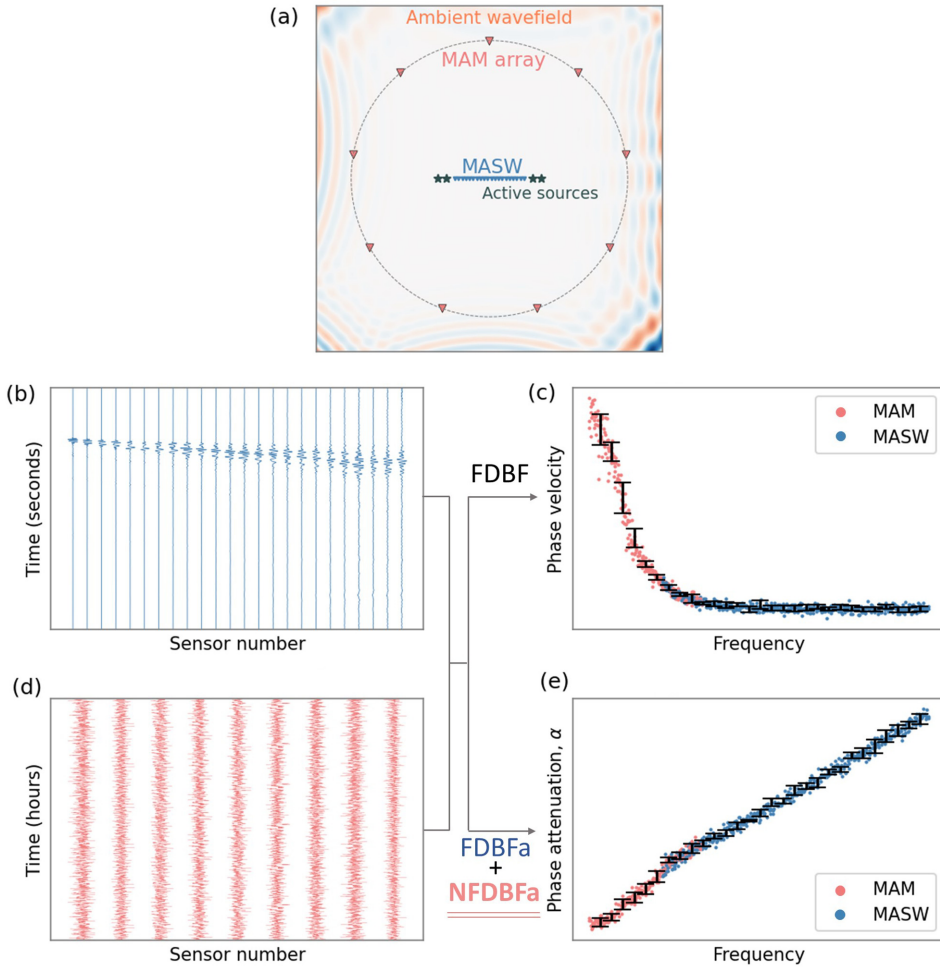 (a)
Ambient wavefield
MAM array
MASW
Active sources
(b)
Time (seconds)
Sensor number
FDBF
(c)
Phase velocity
MAM
MASW
Frequency
(d)
Time (hours)
Sensor number
FDBFa
+
NFDBFa
(e)
Phase attenuation, α
MAM
MASW
Frequency